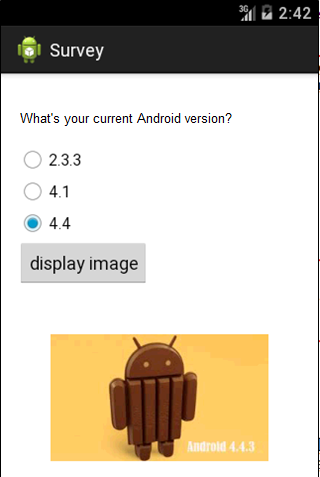 3G 2:42
Survey
What's your current Android version?
2.3.3
4.1
4.4
display image
Android 4.4.3